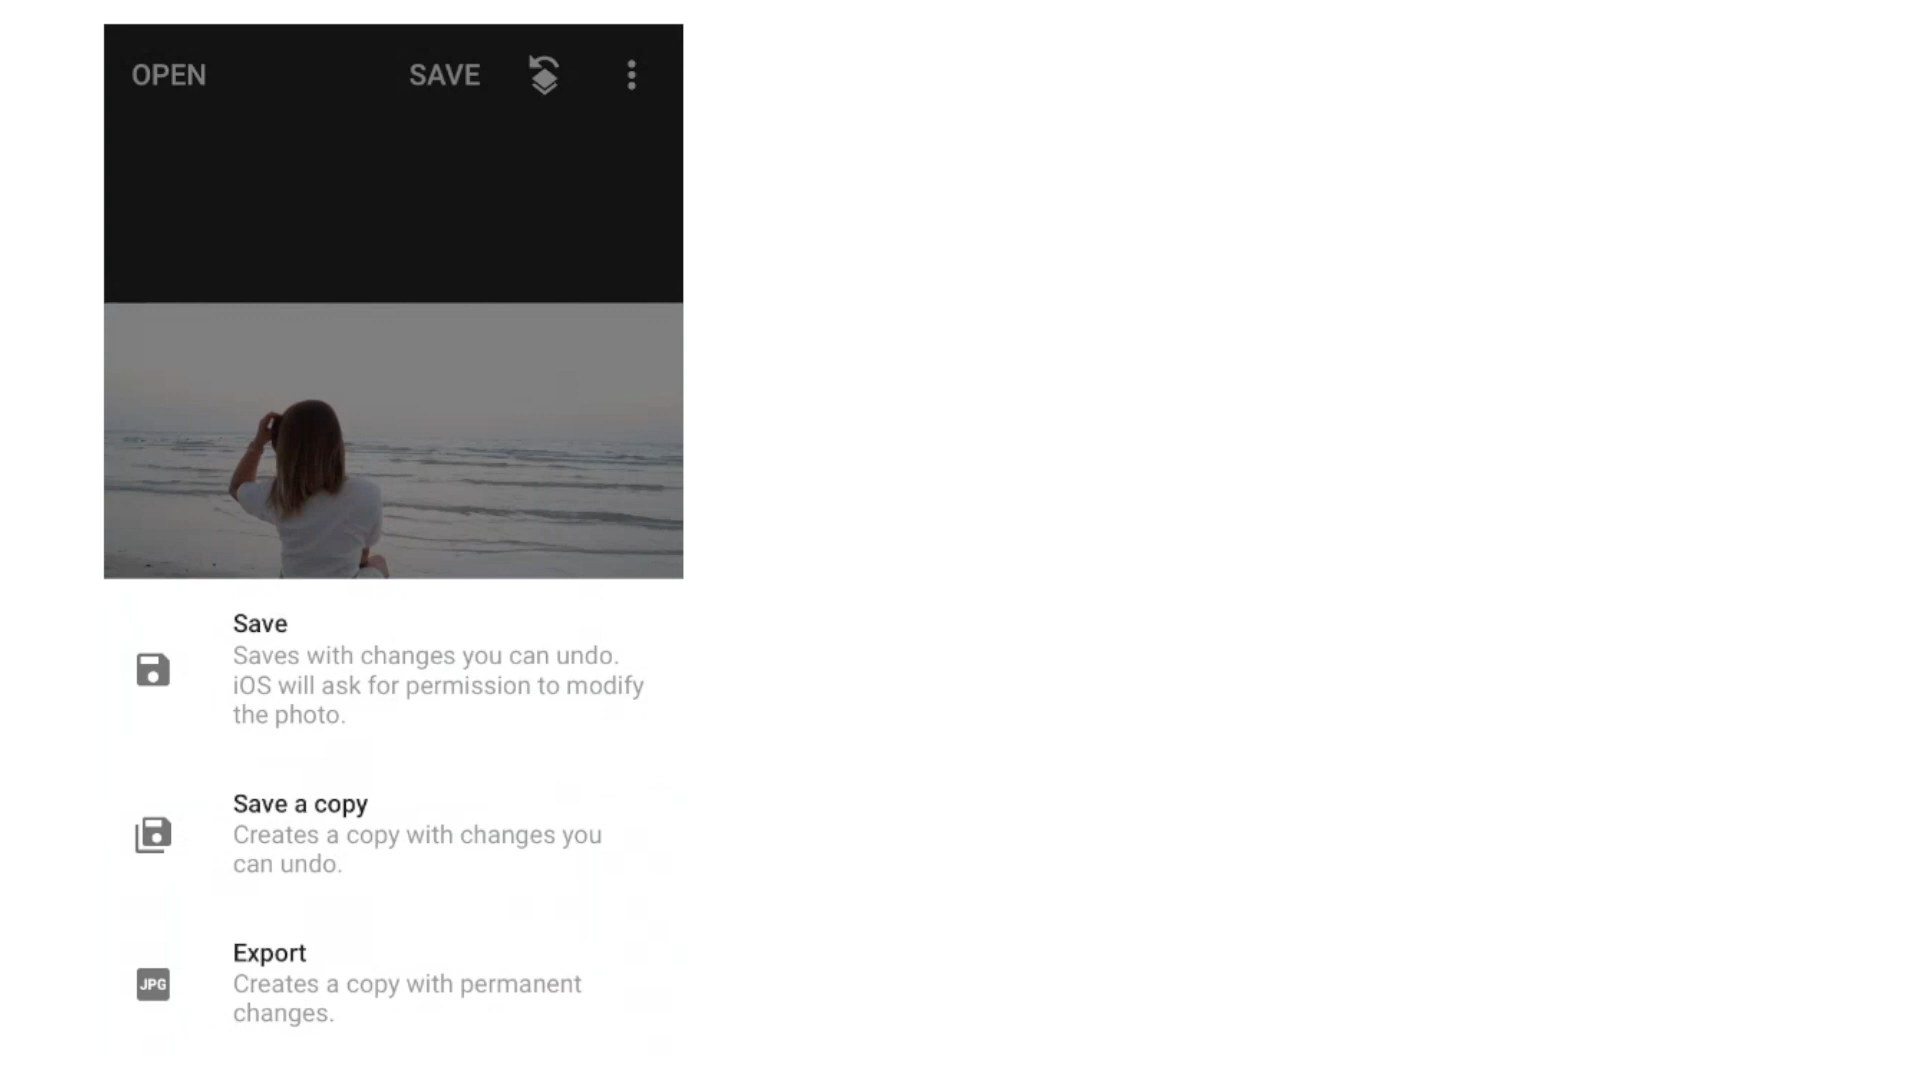 OPEN SAVE
Save
Saves with changes you can undo.
iOS will ask for permission to modify
the photo.
Save a copy
Creates a copy with changes you
can undo.
Export
JPG
Creates a copy with permanent
changes.